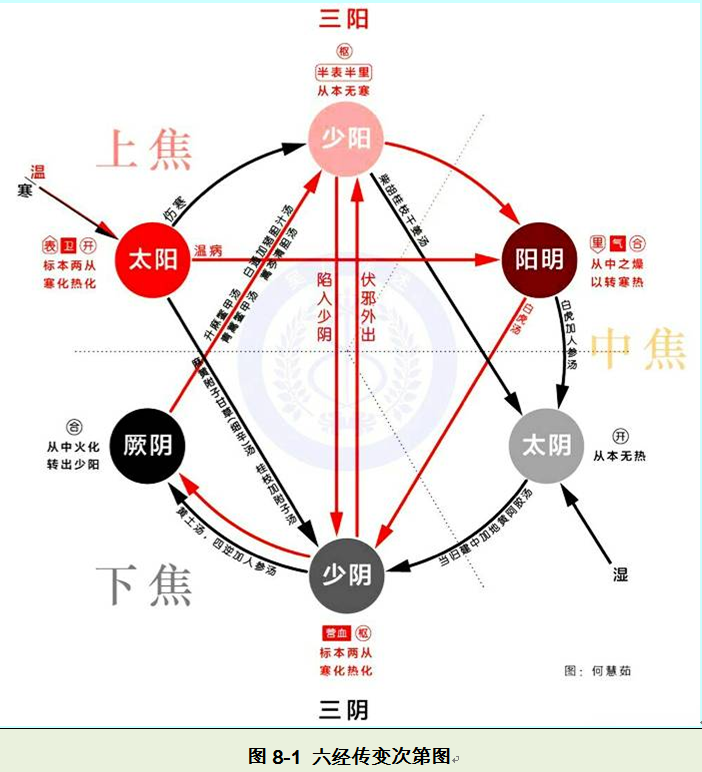 三阳
枢
半表半里
从本无寒
少阳
上焦
温
寒
伤寒
表 卫 开
标本两从
寒化热化
太阳
温病
白通加猪胆汁汤
蒿芩清胆汤
升麻鳖甲汤
青蒿鳖甲汤
柴胡桂枝干姜汤
阳明
里 气 合
从中之燥
以转寒热
陷入少阴
伏邪外出
白虎汤
白虎加人参汤
中焦
麻黄附子甘草(细辛)汤
桂枝加附子汤
合
从中火化
转出少阳
厥阴
太阴
开
从本无热
黄土汤，四逆加人参汤
当归建中加地黄阿胶汤
下焦
少阴
湿
营血 枢
标本两从
寒化热化
图：何慧茹
三阴
图 8-1 六经传变次第图